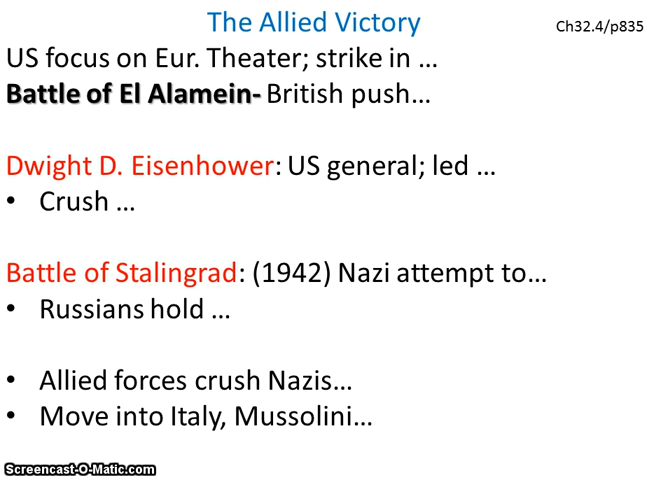 The Allied Victory
Ch32.4/p835
US focus on Eur. Theater; strike in …
Battle of El Alamein- British push…
Dwight D. Eisenhower: US general; led …
• Crush …
Battle of Stalingrad: (1942) Nazi attempt to…
• Russians hold …
• Allied forces crush Nazis…
• Move into Italy, Mussolini…
Screencast-O-Matic.com